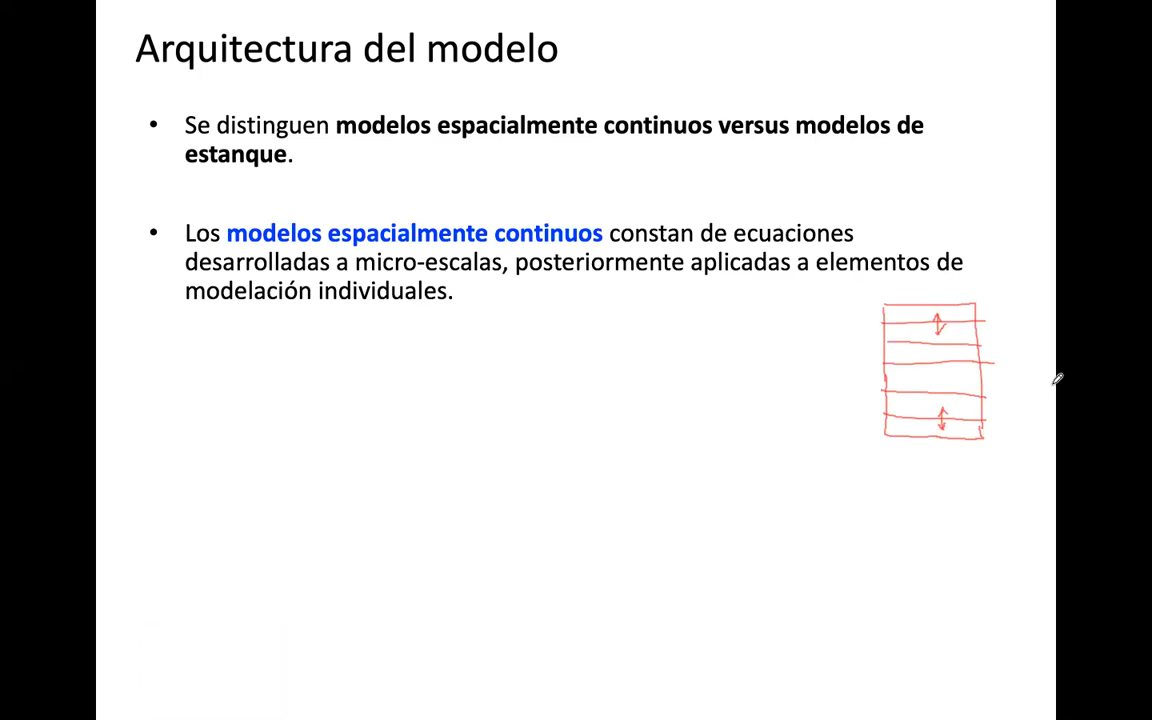 Arquitectura del modelo
• Se distinguen modelos espacialmente continuos versus modelos de
estanque.
• Los modelos espacialmente continuos constan de ecuaciones
desarrolladas a micro-escalas, posteriormente aplicadas a elementos de
modelación individuales.